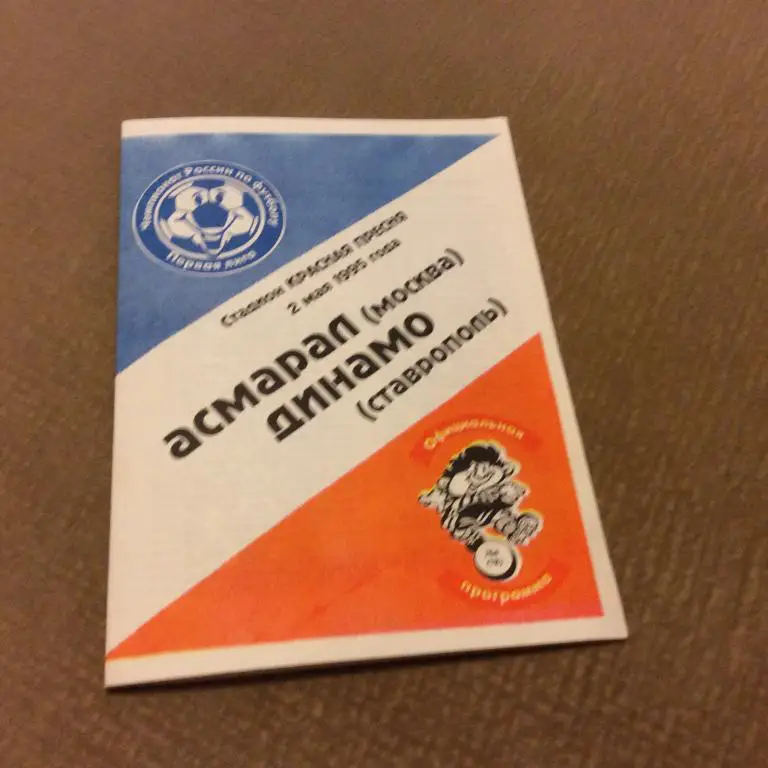 Чемпионат России по футболу
Первая лига
Стадион КРАСНАЯ ПРЕСНЯ
2 мая 1995 года
асмарал (москва)
динамо
(ставрополь)
Официальная
программа